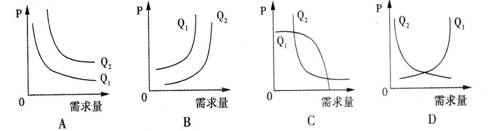 P Q₂ Q₁ 0 需求量 A
P Q₁ Q₂ 0 需求量 B
P Q₂ Q₁ 0 需求量 C
P Q₂ Q₁ 0 需求量 D